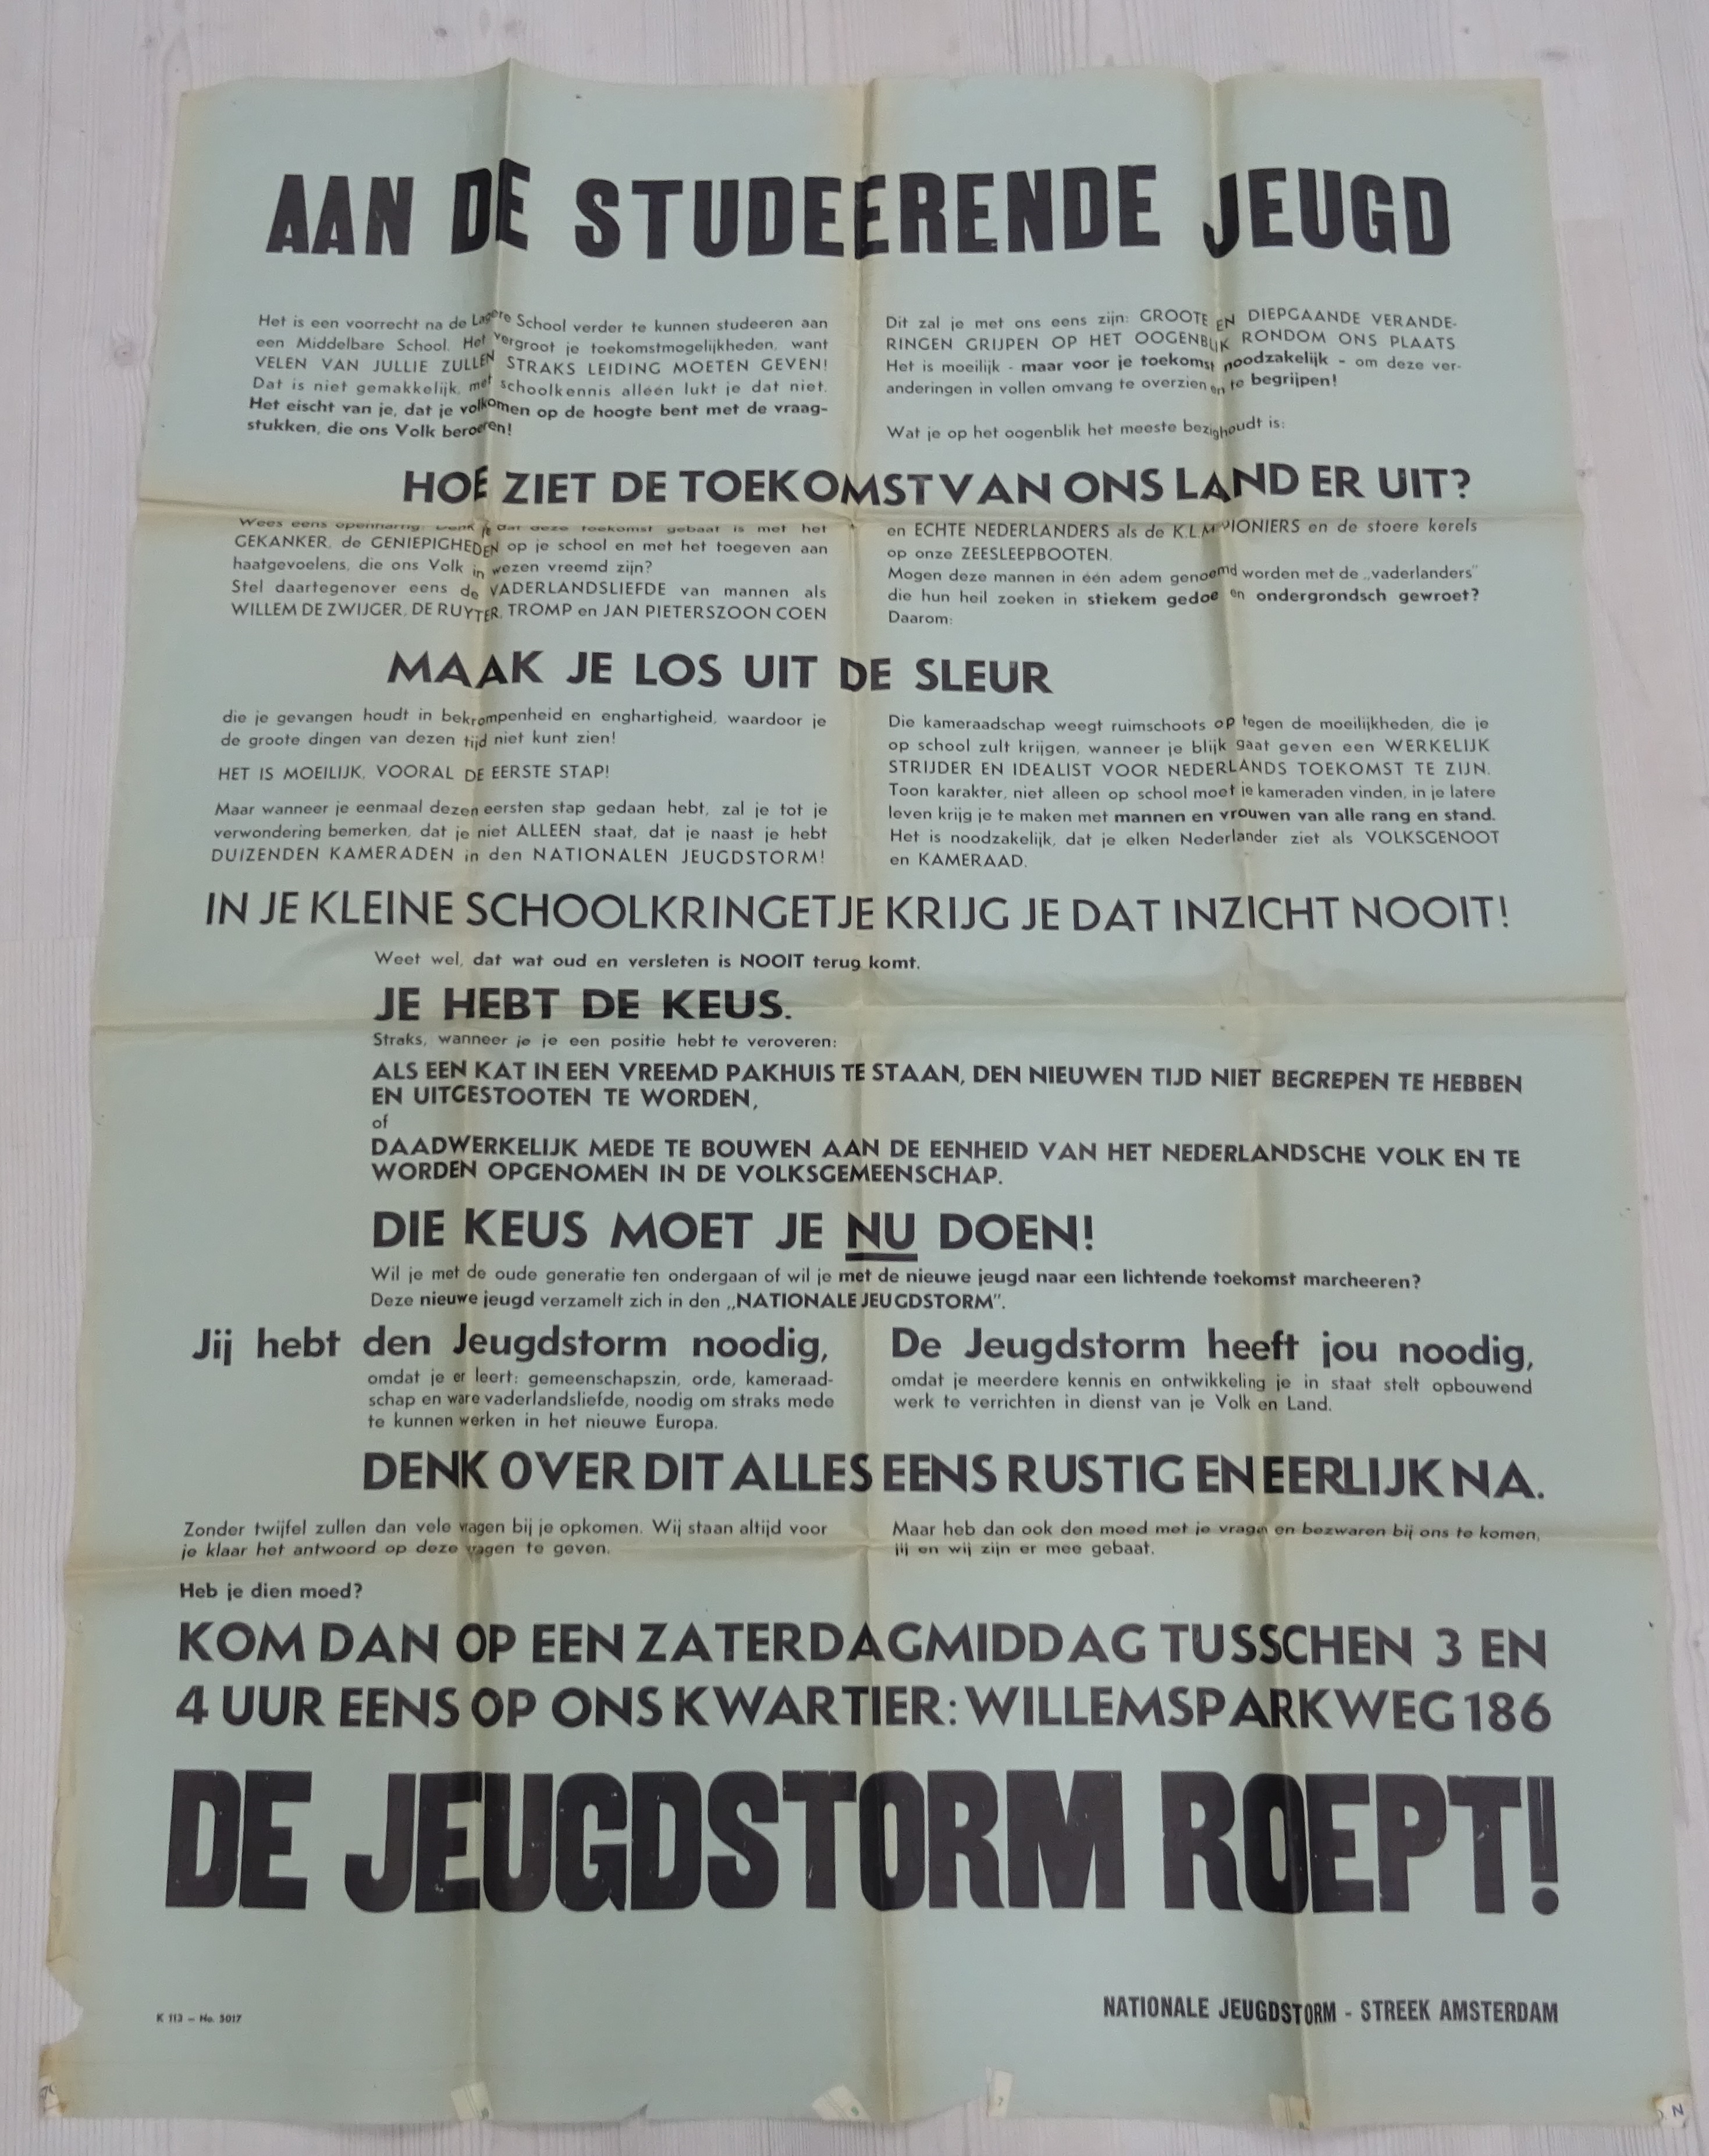 AAN DE STUDEERENDE JEUGD
Het is een voorrecht na de Lagere School verder te kunnen studeeren aan
een Middelbare School. Het vergroot je toekomstmogelijkheden, want
VELEN VAN JULLIE ZULLEN STRAKS LEIDING MOETEN GEVEN!
Dat is niet gemakkelijk, met schoolkennis alléén lukt je dat niet.
Het eischt van je, dat je volkomen op de hoogte bent met de vraag-
stukken, die ons Volk beroeren!
Dit zal je met ons eens zijn: GROOTE EN DIEPGAANDE VERANDE-
RINGEN GRIJPEN OP HET OOGENBLIK RONDOM ONS PLAATS
Het is moeilijk - maar voor je toekomst noodzakelijk - om deze ver-
anderingen in vollen omvang te overzien en te begrijpen!
Wat je op het oogenblik het meeste bezighoudt is:
HOE ZIET DE TOEKOMST VAN ONS LAND ER UIT?
Wees eens openhartig: Denk je dat deze toekomst gebaat is met het
GEKANKER, de GENIEPIGHEDEN op je school en met het toegeven aan
haatgevoelens, die ons Volk in wezen vreemd zijn?
Stel daartegenover eens de VADERLANDSLIEFDE van mannen als
WILLEM DE ZWIJGER, DE RUYTER, TROMP en JAN PIETERSZOON COEN
en ECHTE NEDERLANDERS als de K.L.M. PIONIERS en de stoere kerels
op onze ZEESLEEPBOOTEN.
Mogen deze mannen in één adem genoemd worden met de „vaderlanders”
die hun heil zoeken in stiekem gedoe en ondergrondsch gewroet?
Daarom:
MAAK JE LOS UIT DE SLEUR
die je gevangen houdt in bekrompenheid en enghartigheid, waardoor je
de groote dingen van dezen tijd niet kunt zien!
HET IS MOEILIJK, VOORAL DE EERSTE STAP!
Maar wanneer je eenmaal dezen eersten stap gedaan hebt, zal je tot je
verwondering bemerken, dat je niet ALLEEN staat, dat je naast je hebt
DUIZENDEN KAMERADEN in den NATIONALEN JEUGDSTORM!
Die kameraadschap weegt ruimschoots op tegen de moeilijkheden, die je
op school zult krijgen, wanneer je blijk gaat geven een WERKELIJK
STRIJDER EN IDEALIST VOOR NEDERLANDS TOEKOMST TE ZIJN.
Toon karakter, niet alleen op school moet je kameraden vinden, in je latere
leven krijg je te maken met mannen en vrouwen van alle rang en stand.
Het is noodzakelijk, dat je elken Nederlander ziet als VOLKSGENOOT
en KAMERAAD.
IN JE KLEINE SCHOOLKRINGETJE KRIJG JE DAT INZICHT NOOIT!
Weet wel, dat wat oud en versleten is NOOIT terug komt.
JE HEBT DE KEUS.
Straks, wanneer je je een positie hebt te veroveren:
ALS EEN KAT IN EEN VREEMD PAKHUIS TE STAAN, DEN NIEUWEN TIJD NIET BEGREPEN TE HEBBEN
EN UITGESTOOTEN TE WORDEN,
of
DAADWERKELIJK MEDE TE BOUWEN AAN DE EENHEID VAN HET NEDERLANDSCHE VOLK EN TE
WORDEN OPGENOMEN IN DE VOLKSGEMEENSCHAP.
DIE KEUS MOET JE NU DOEN!
Wil je met de oude generatie ten ondergaan of wil je met de nieuwe jeugd naar een lichtende toekomst marcheeren?
Deze nieuwe jeugd verzamelt zich in den „NATIONALE JEUGDSTORM”.
Jij hebt den Jeugdstorm noodig,
omdat je er leert: gemeenschapszin, orde, kameraad-
schap en ware vaderlandsliefde, noodig om straks mede
te kunnen werken in het nieuwe Europa.
De Jeugdstorm heeft jou noodig,
omdat je meerdere kennis en ontwikkeling je in staat stelt opbouwend
werk te verrichten in dienst van je Volk en Land.
DENK OVER DIT ALLES EENS RUSTIG EN EERLIJK NA.
Zonder twijfel zullen dan vele vragen bij je opkomen. Wij staan altijd voor
je klaar het antwoord op deze vragen te geven.
Maar heb dan ook den moed met je vragen en bezwaren bij ons te komen,
jij en wij zijn er mee gebaat.
Heb je dien moed?
KOM DAN OP EEN ZATERDAGMIDDAG TUSSCHEN 3 EN
4 UUR EENS OP ONS KWARTIER: WILLEMSPARKWEG 186
DE JEUGDSTORM ROEPT!
K 113 – No. 5017
NATIONALE JEUGDSTORM - STREEK AMSTERDAM